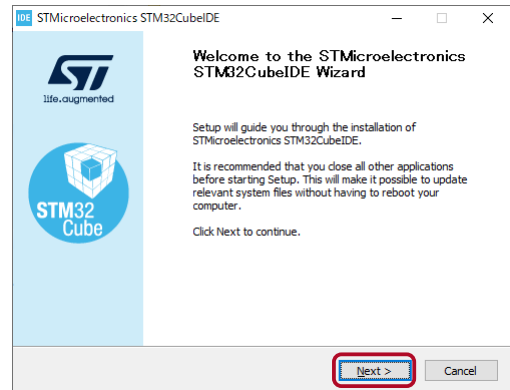 IDE STMicroelectronics STM32CubeIDE
life.augmented
STM32
Cube
Welcome to the STMicroelectronics
STM32CubeIDE Wizard
Setup will guide you through the installation of
STMicroelectronics STM32CubeIDE.
It is recommended that you close all other applications
before starting Setup. This will make it possible to update
relevant system files without having to reboot your
computer.
Click Next to continue.
Next >
Cancel